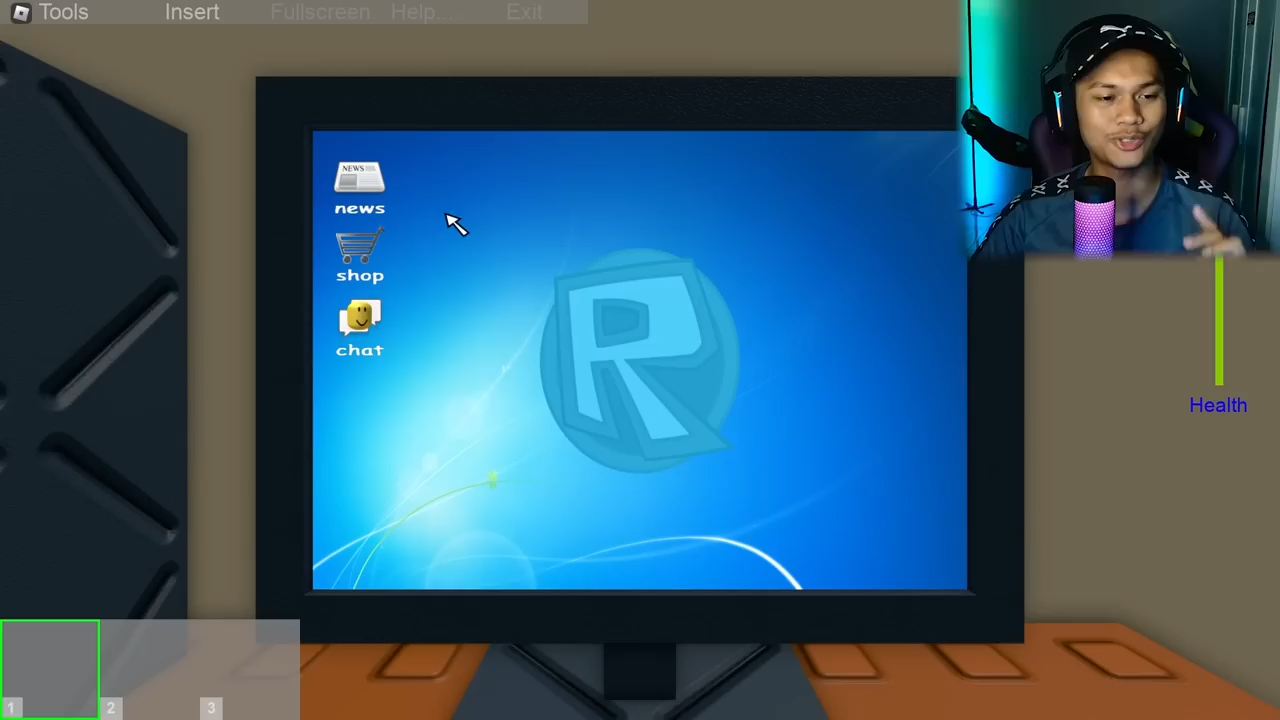 Tools Insert Fullscreen Help.... Exit
NEWS
news
shop
chat
R
Health
1 2 3